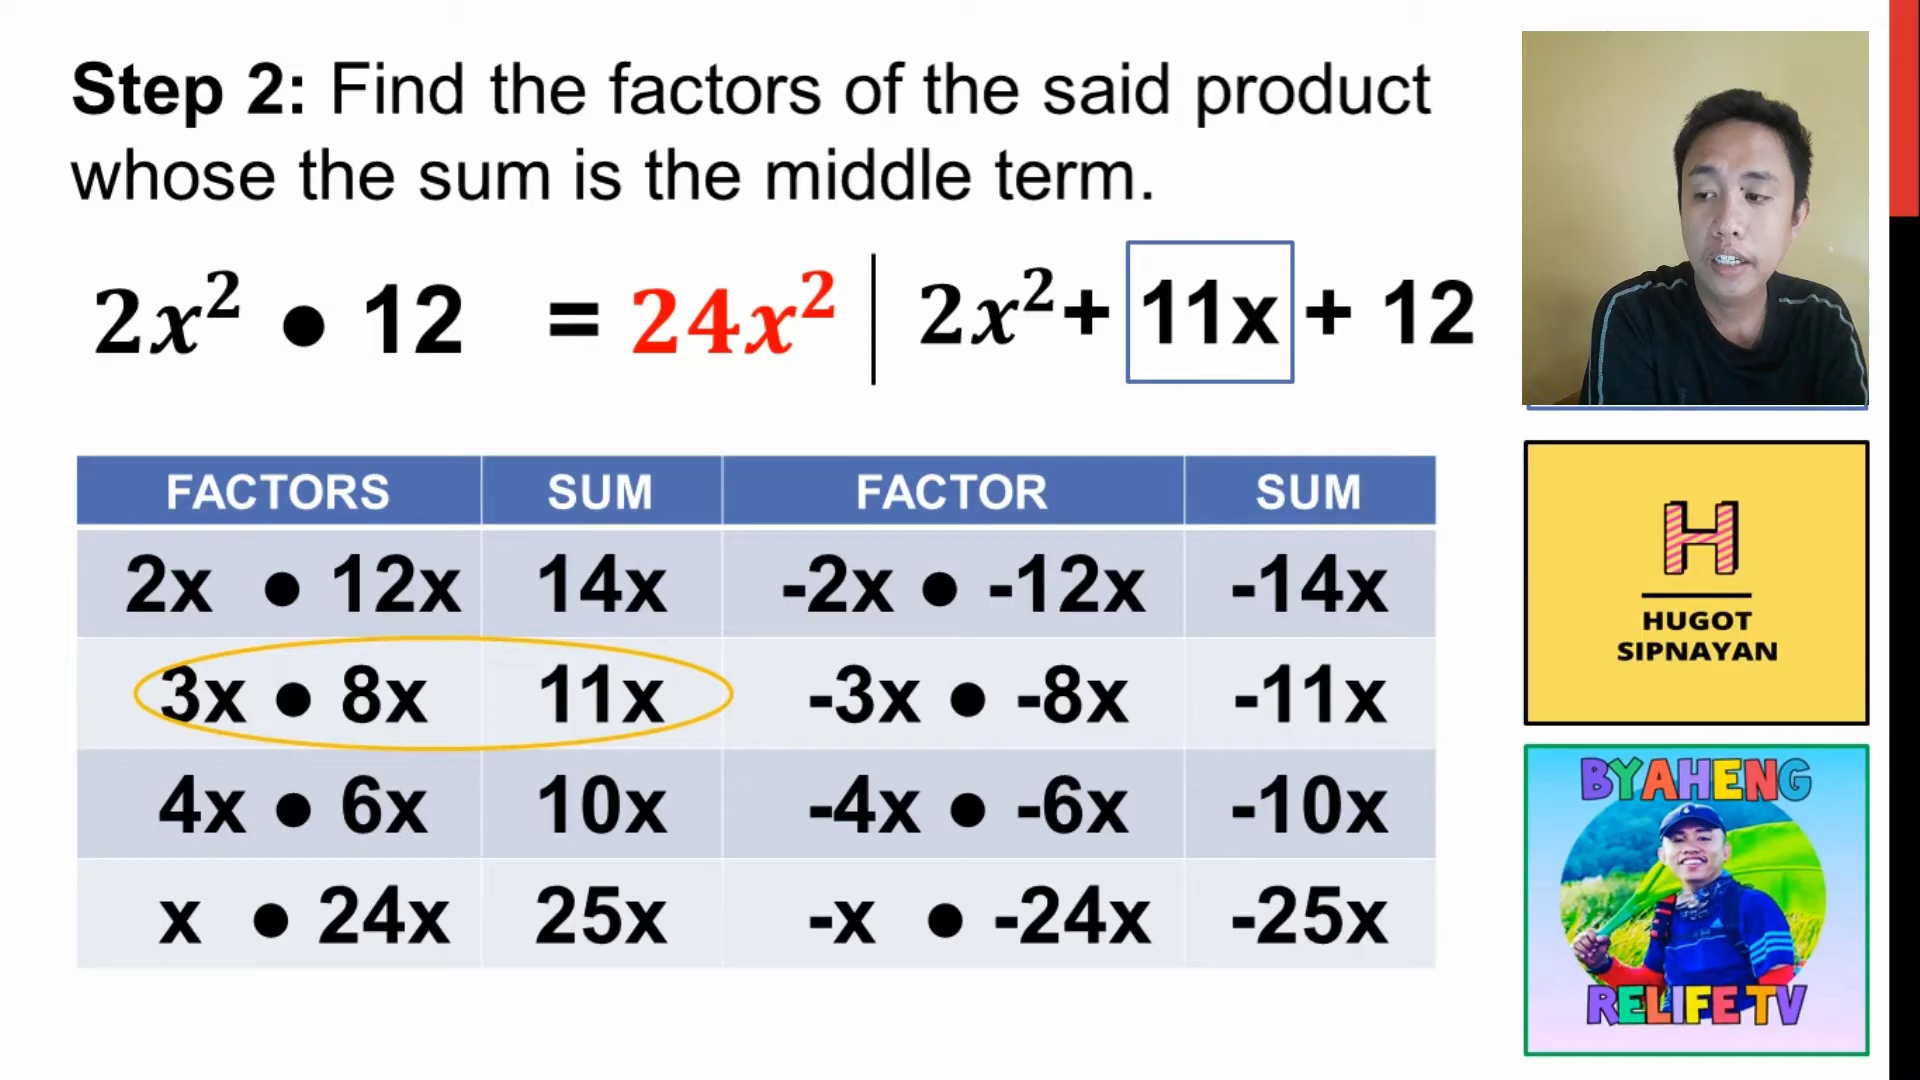 Step 2: Find the factors of the said product
whose the sum is the middle term.
2x² ● 12 = 24x² | 2x² + 11x + 12
FACTORS SUM FACTOR SUM
2x ● 12x 14x -2x ● -12x -14x
3x ● 8x 11x -3x ● -8x -11x
4x ● 6x 10x -4x ● -6x -10x
x ● 24x 25x -x ● -24x -25x
H
HUGOT
SIPNAYAN
BYAHENG
RELIFE TV